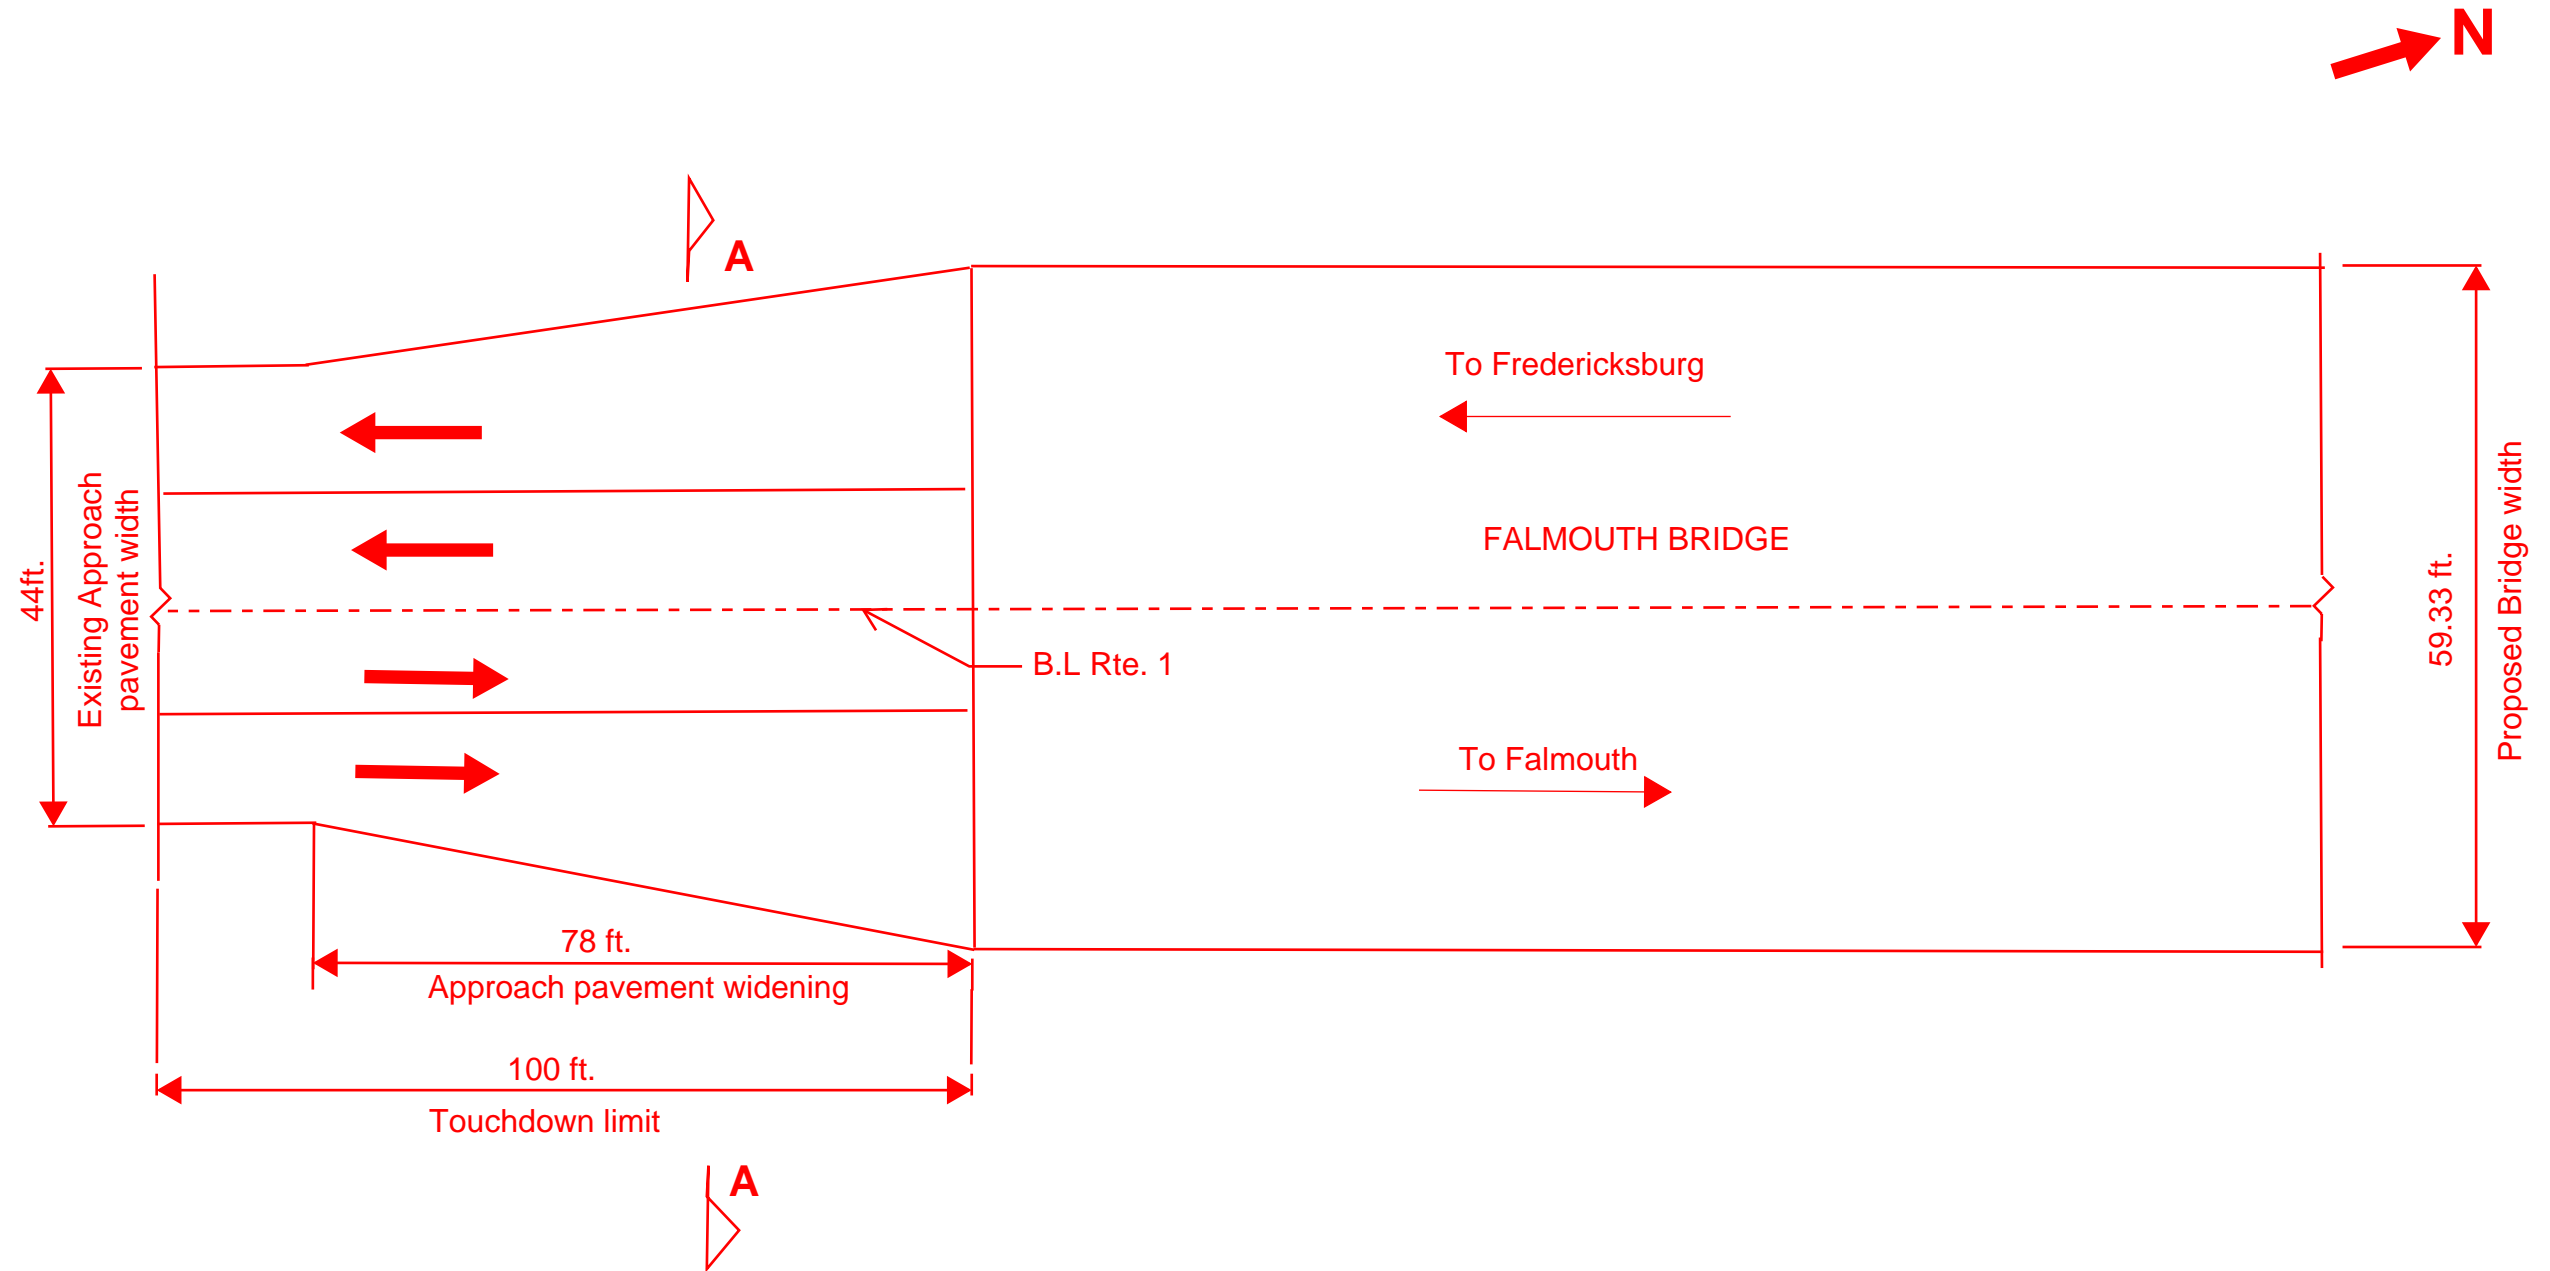 N
A
To Fredericksburg
FALMOUTH BRIDGE
44ft.
Existing Approach
pavement width
59.33 ft.
Proposed Bridge width
B.L Rte. 1
To Falmouth
78 ft.
Approach pavement widening
100 ft.
Touchdown limit
A